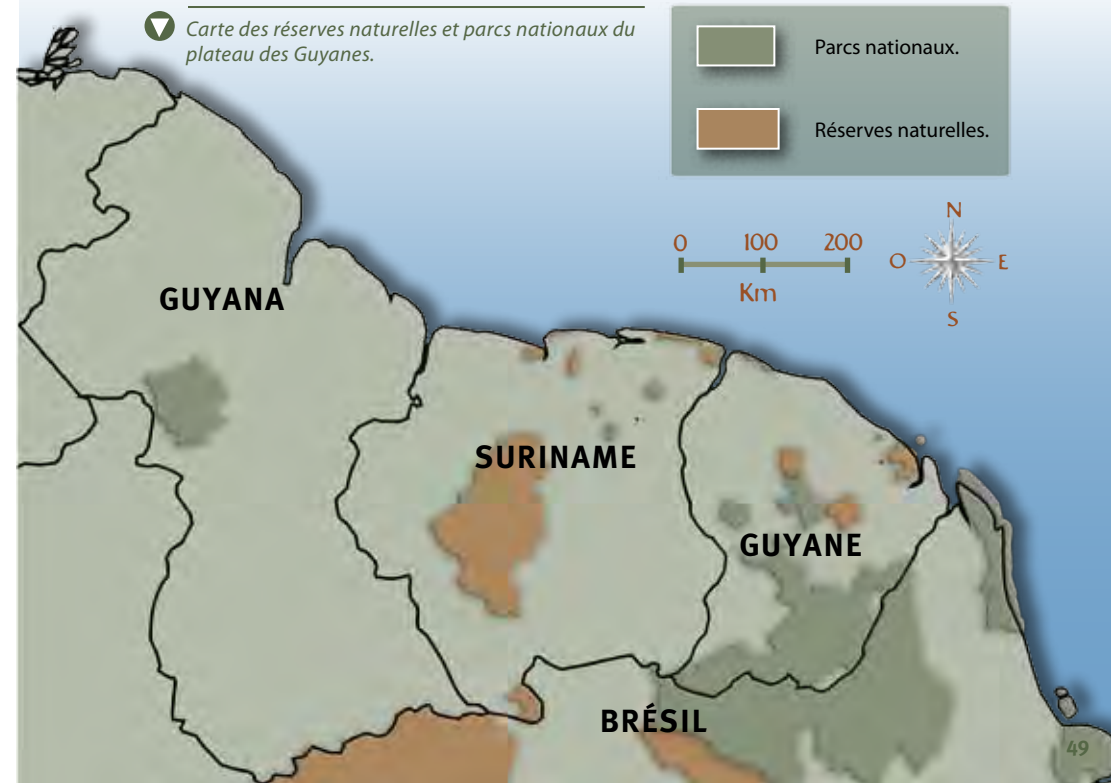 Carte des réserves naturelles et parcs nationaux du
plateau des Guyanes.
Parcs nationaux.
Réserves naturelles.
N
O
E
S
0 100 200
Km
GUYANA
SURINAME
GUYANE
BRÉSIL
49